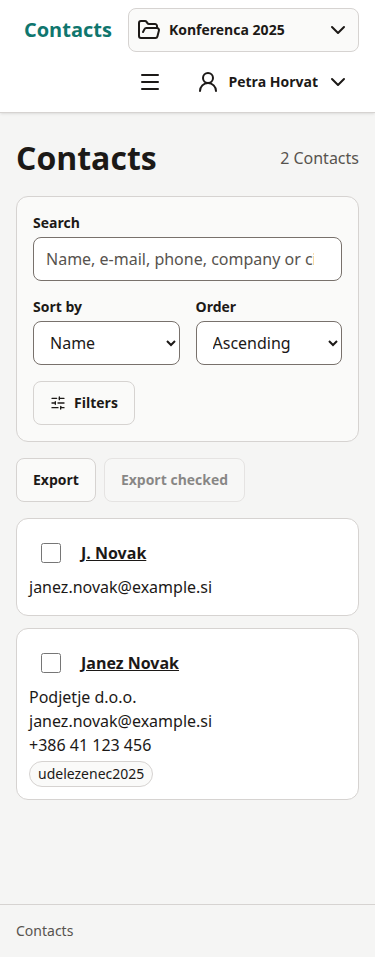 Contacts
Konferenca 2025
Petra Horvat
Contacts
2 Contacts
Search
Name, e-mail, phone, company or ci
Sort by
Order
Name
Ascending
Filters
Export
Export checked
J. Novak
janez.novak@example.si
Janez Novak
Podjetje d.o.o.
janez.novak@example.si
+386 41 123 456
udelezenec2025
Contacts